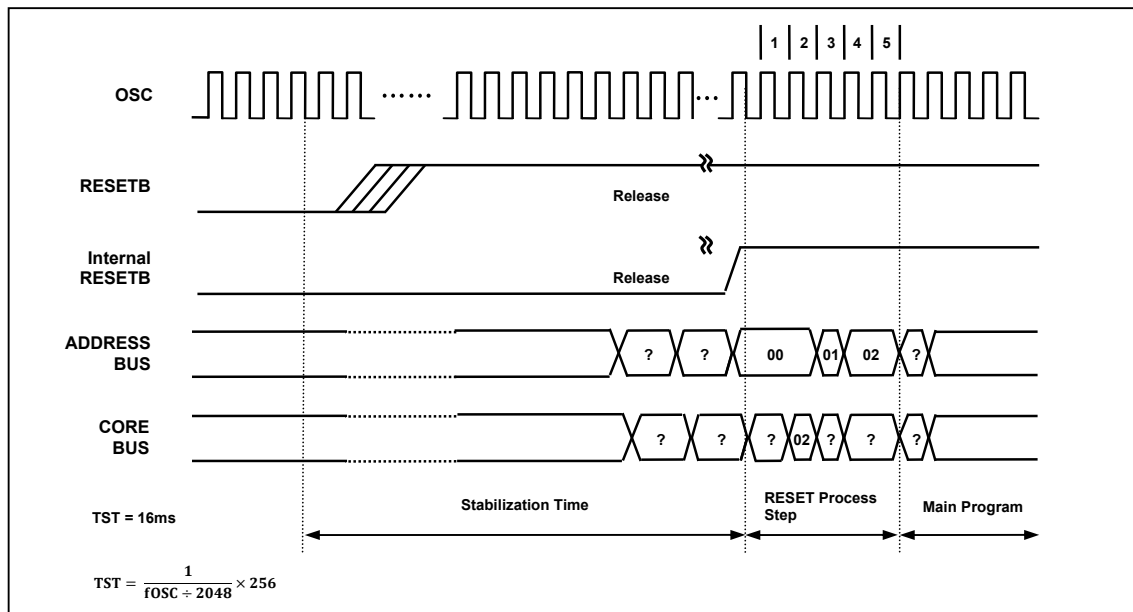 1 2 3 4 5
OSC
......
...
RESETB
Release
Internal
RESETB
Release
ADDRESS
BUS
? ? 00 01 02 ?
CORE
BUS
? ? ? 02 ? ? ?
TST = 16ms
Stabilization Time
RESET Process
Step
Main Program
TST = 1 / fOSC ÷ 2048 × 256